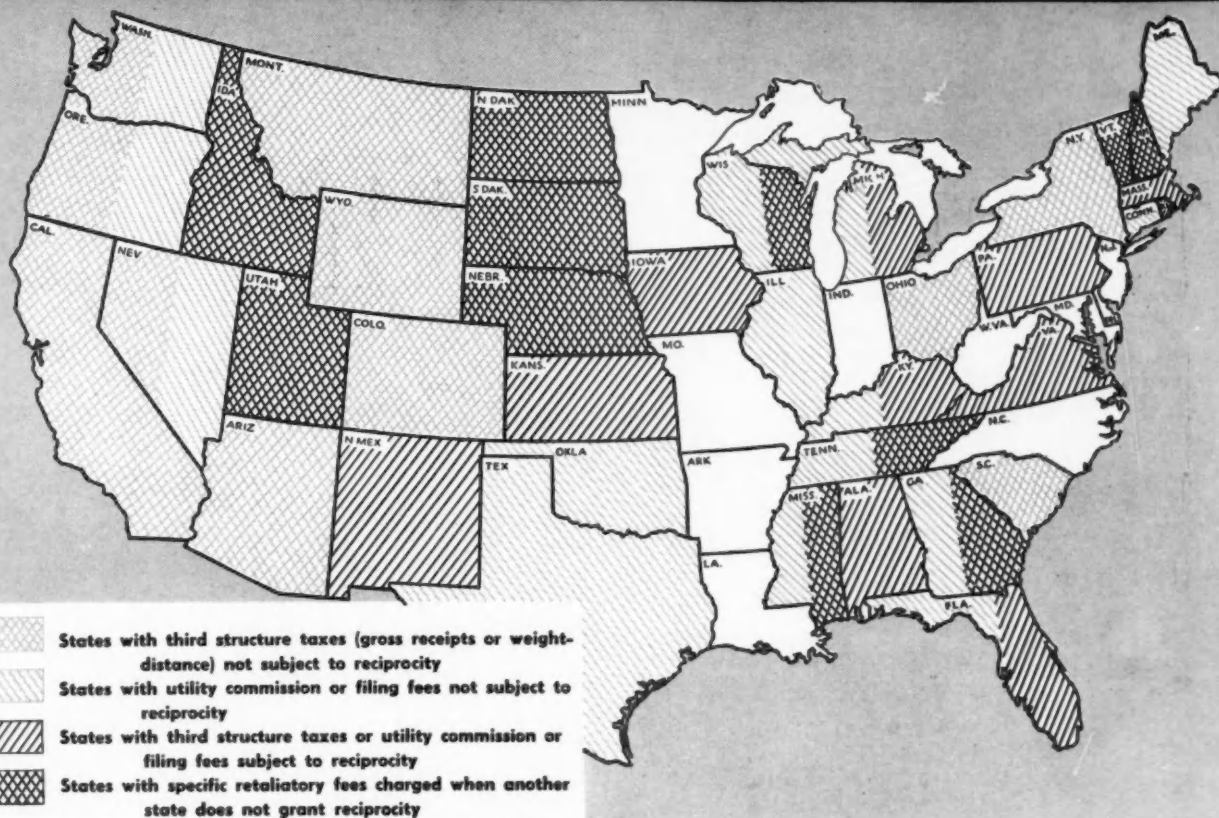 WASH.
MONT.
N DAK
MINN
ME.
IDA
ORE.
WIS
MICH
N.Y.
VT.
S DAK.
WYO.
MASS.
CONN.
CAL.
NEV
UTAH
NEBR.
IOWA
ILL
IND.
OHIO
PA.
N.J.
MD.
W.VA.
VA.
COLO.
KANS.
MO.
KY.
N.C.
TENN.
ARIZ
N MEX
TEX
OKLA
ARK
MISS.
ALA.
GA
S.C.
LA.
FLA.
States with third structure taxes (gross receipts or weight-
distance) not subject to reciprocity
States with utility commission or filing fees not subject to
reciprocity
States with third structure taxes or utility commission or
filing fees subject to reciprocity
States with specific retaliatory fees charged when another
state does not grant reciprocity